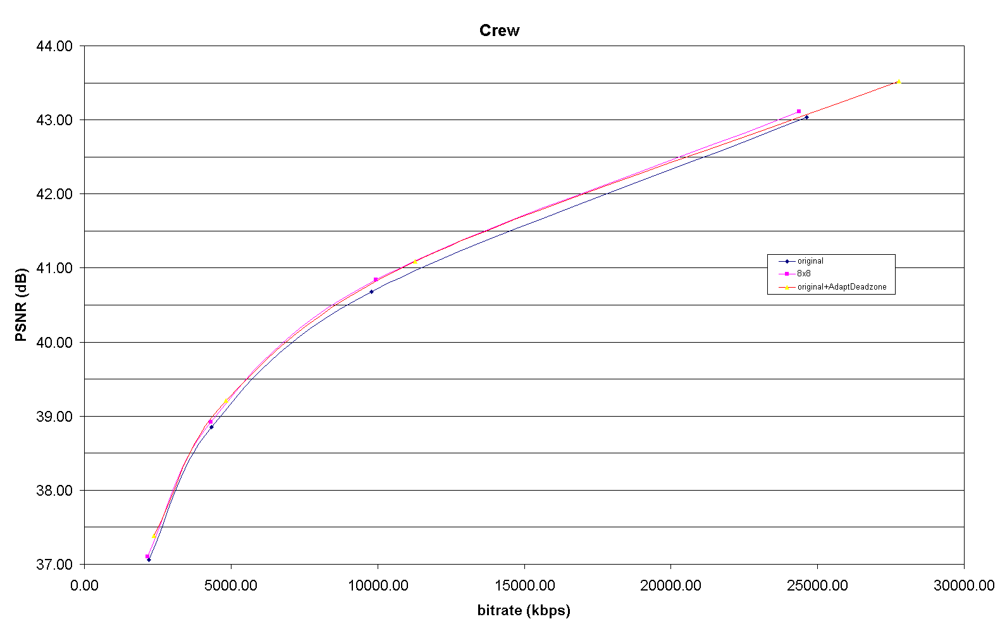 Crew
44.00
43.00
42.00
41.00
40.00
39.00
38.00
37.00
PSNR (dB)
0.00 5000.00 10000.00 15000.00 20000.00 25000.00 30000.00
bitrate (kbps)
original
8x8
original+AdaptDeadzone